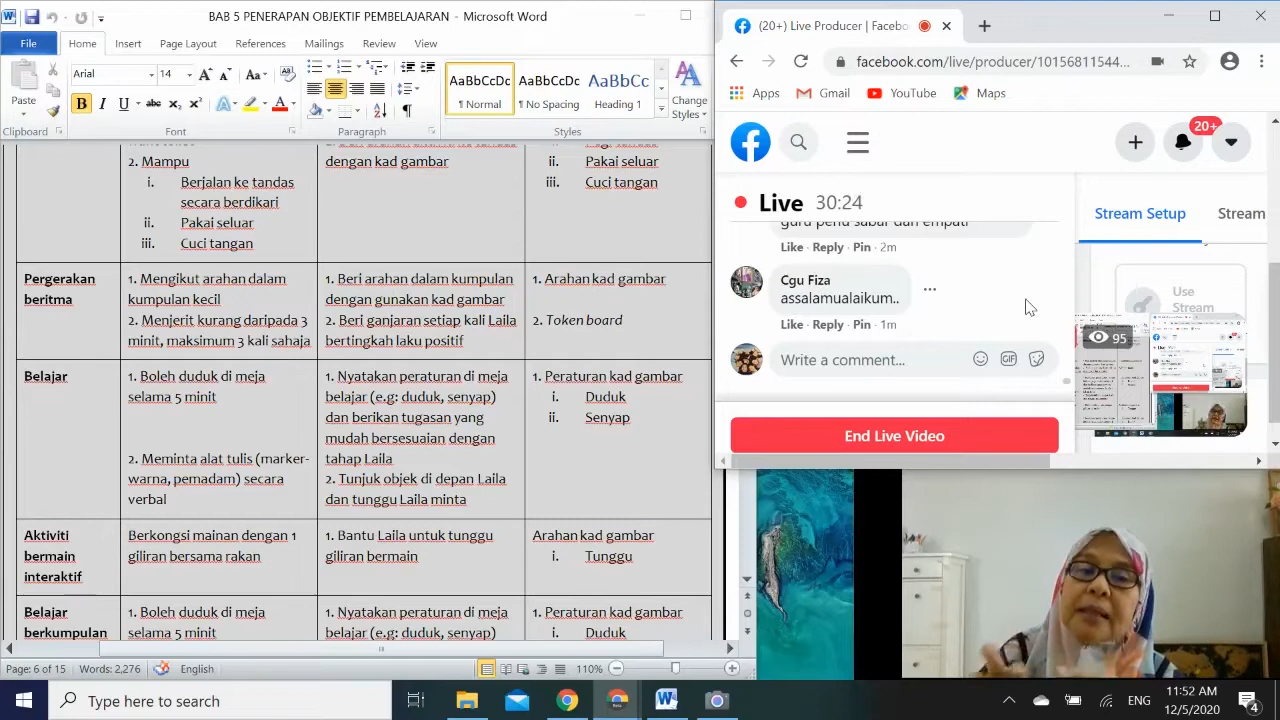 BAB 5 PENERAPAN OBJEKTIF PEMBELAJARAN - Microsoft Word
File Home Insert Page Layout References Mailings Review View
Arial 14
Paste
AaBbCcDc AaBbCcDc AaBbCc
¶ Normal ¶ No Spacing Heading 1
Change
Styles
Clipboard Font Paragraph Styles
2. Mampu
i. Berjalan ke tandas
secara berdikari
ii. Pakai seluar
iii. Cuci tangan
dengan kad gambar
ii. Pakai seluar
iii. Cuci tangan
Pergerakan
beritma
1. Mengikut arahan dalam
kumpulan kecil
2. Menjerit kurang daripada 3
minit, maksimum 3 kali sahaja
1. Beri arahan dalam kumpulan
dengan gunakan kad gambar
2. Beri ganjaran setiap kali Laila
bertingkah laku positif
1. Arahan kad gambar
2. Token board
Belajar
1. Boleh duduk di meja
selama 5 minit
2. Meminta alat tulis (marker-
warna, pemadam) secara
verbal
1. Nyatakan peraturan di meja
belajar (e.g: duduk, senyap)
dan berikan tugasan yang
mudah bersesuaian dengan
tahap Laila
2. Tunjuk objek di depan Laila
dan tunggu Laila minta
1. Peraturan kad gambar
i. Duduk
ii. Senyap
Aktiviti
bermain
interaktif
Berkongsi mainan dengan 1
giliran bersama rakan
1. Bantu Laila untuk tunggu
giliran bermain
Arahan kad gambar
i. Tunggu
Belajar
berkumpulan
1. Boleh duduk di meja
selama 5 minit
1. Nyatakan peraturan di meja
belajar (e.g: duduk, senyap)
1. Peraturan kad gambar
i. Duduk
Page: 6 of 15 Words: 2,276 English 110%
(20+) Live Producer | Facebo
facebook.com/live/producer/10156811544...
Apps Gmail YouTube Maps
20+
Live 30:24
guru perlu sabar dan empati
Like · Reply · Pin · 2m
Cgu Fiza
assalamualaikum..
Like · Reply · Pin · 1m
Write a comment...
GIF
End Live Video
Stream Setup Stream
Use
Stream
95
Type here to search
ENG
11:52 AM
12/5/2020
4